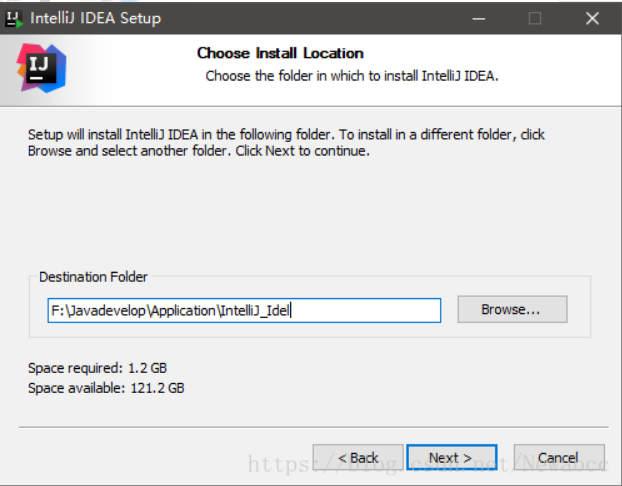 IntelliJ IDEA Setup
IJ
Choose Install Location
Choose the folder in which to install IntelliJ IDEA.
Setup will install IntelliJ IDEA in the following folder. To install in a different folder, click
Browse and select another folder. Click Next to continue.
Destination Folder
F:\Javadevelop\Application\IntelliJ_Idel
Browse...
Space required: 1.2 GB
Space available: 121.2 GB
< Back
Next >
Cancel
https://blog.csdn.net/Newabcc